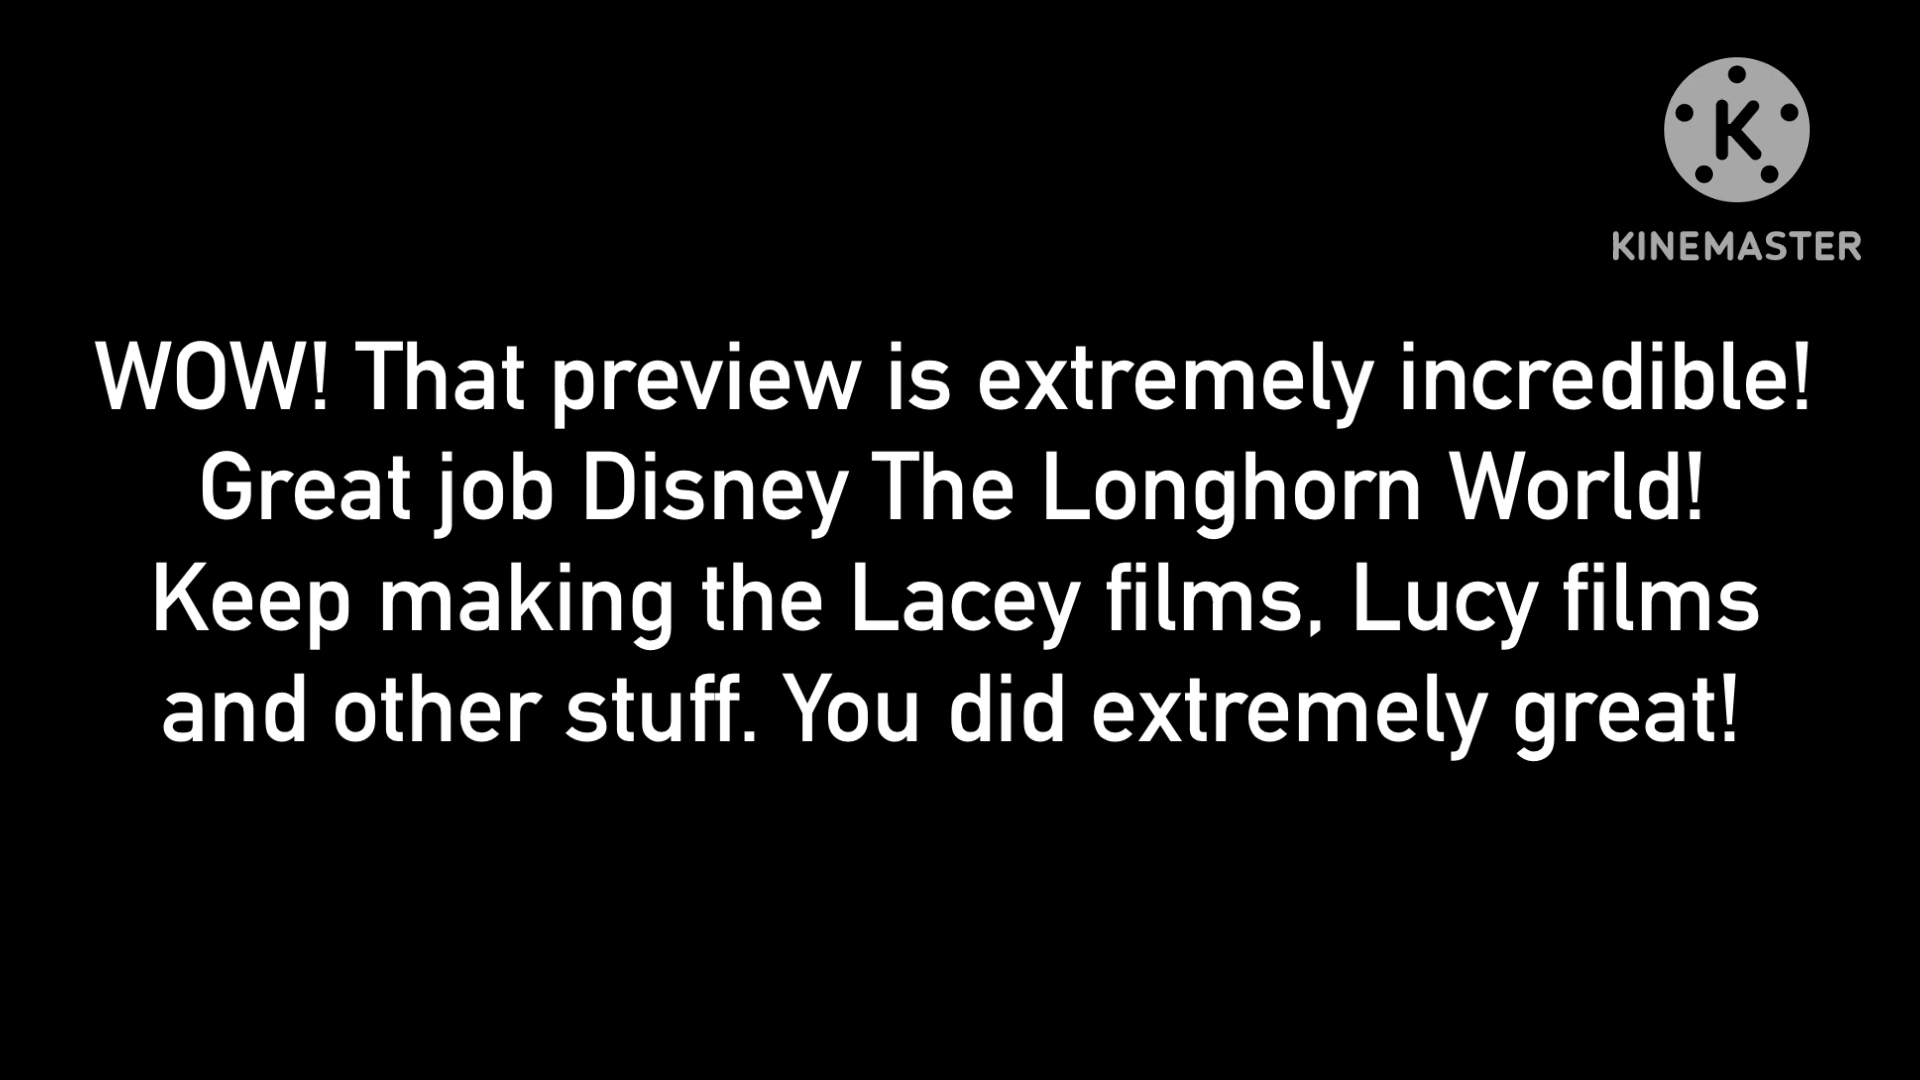 K
KINEMASTER
WOW! That preview is extremely incredible!
Great job Disney The Longhorn World!
Keep making the Lacey films, Lucy films
and other stuff. You did extremely great!